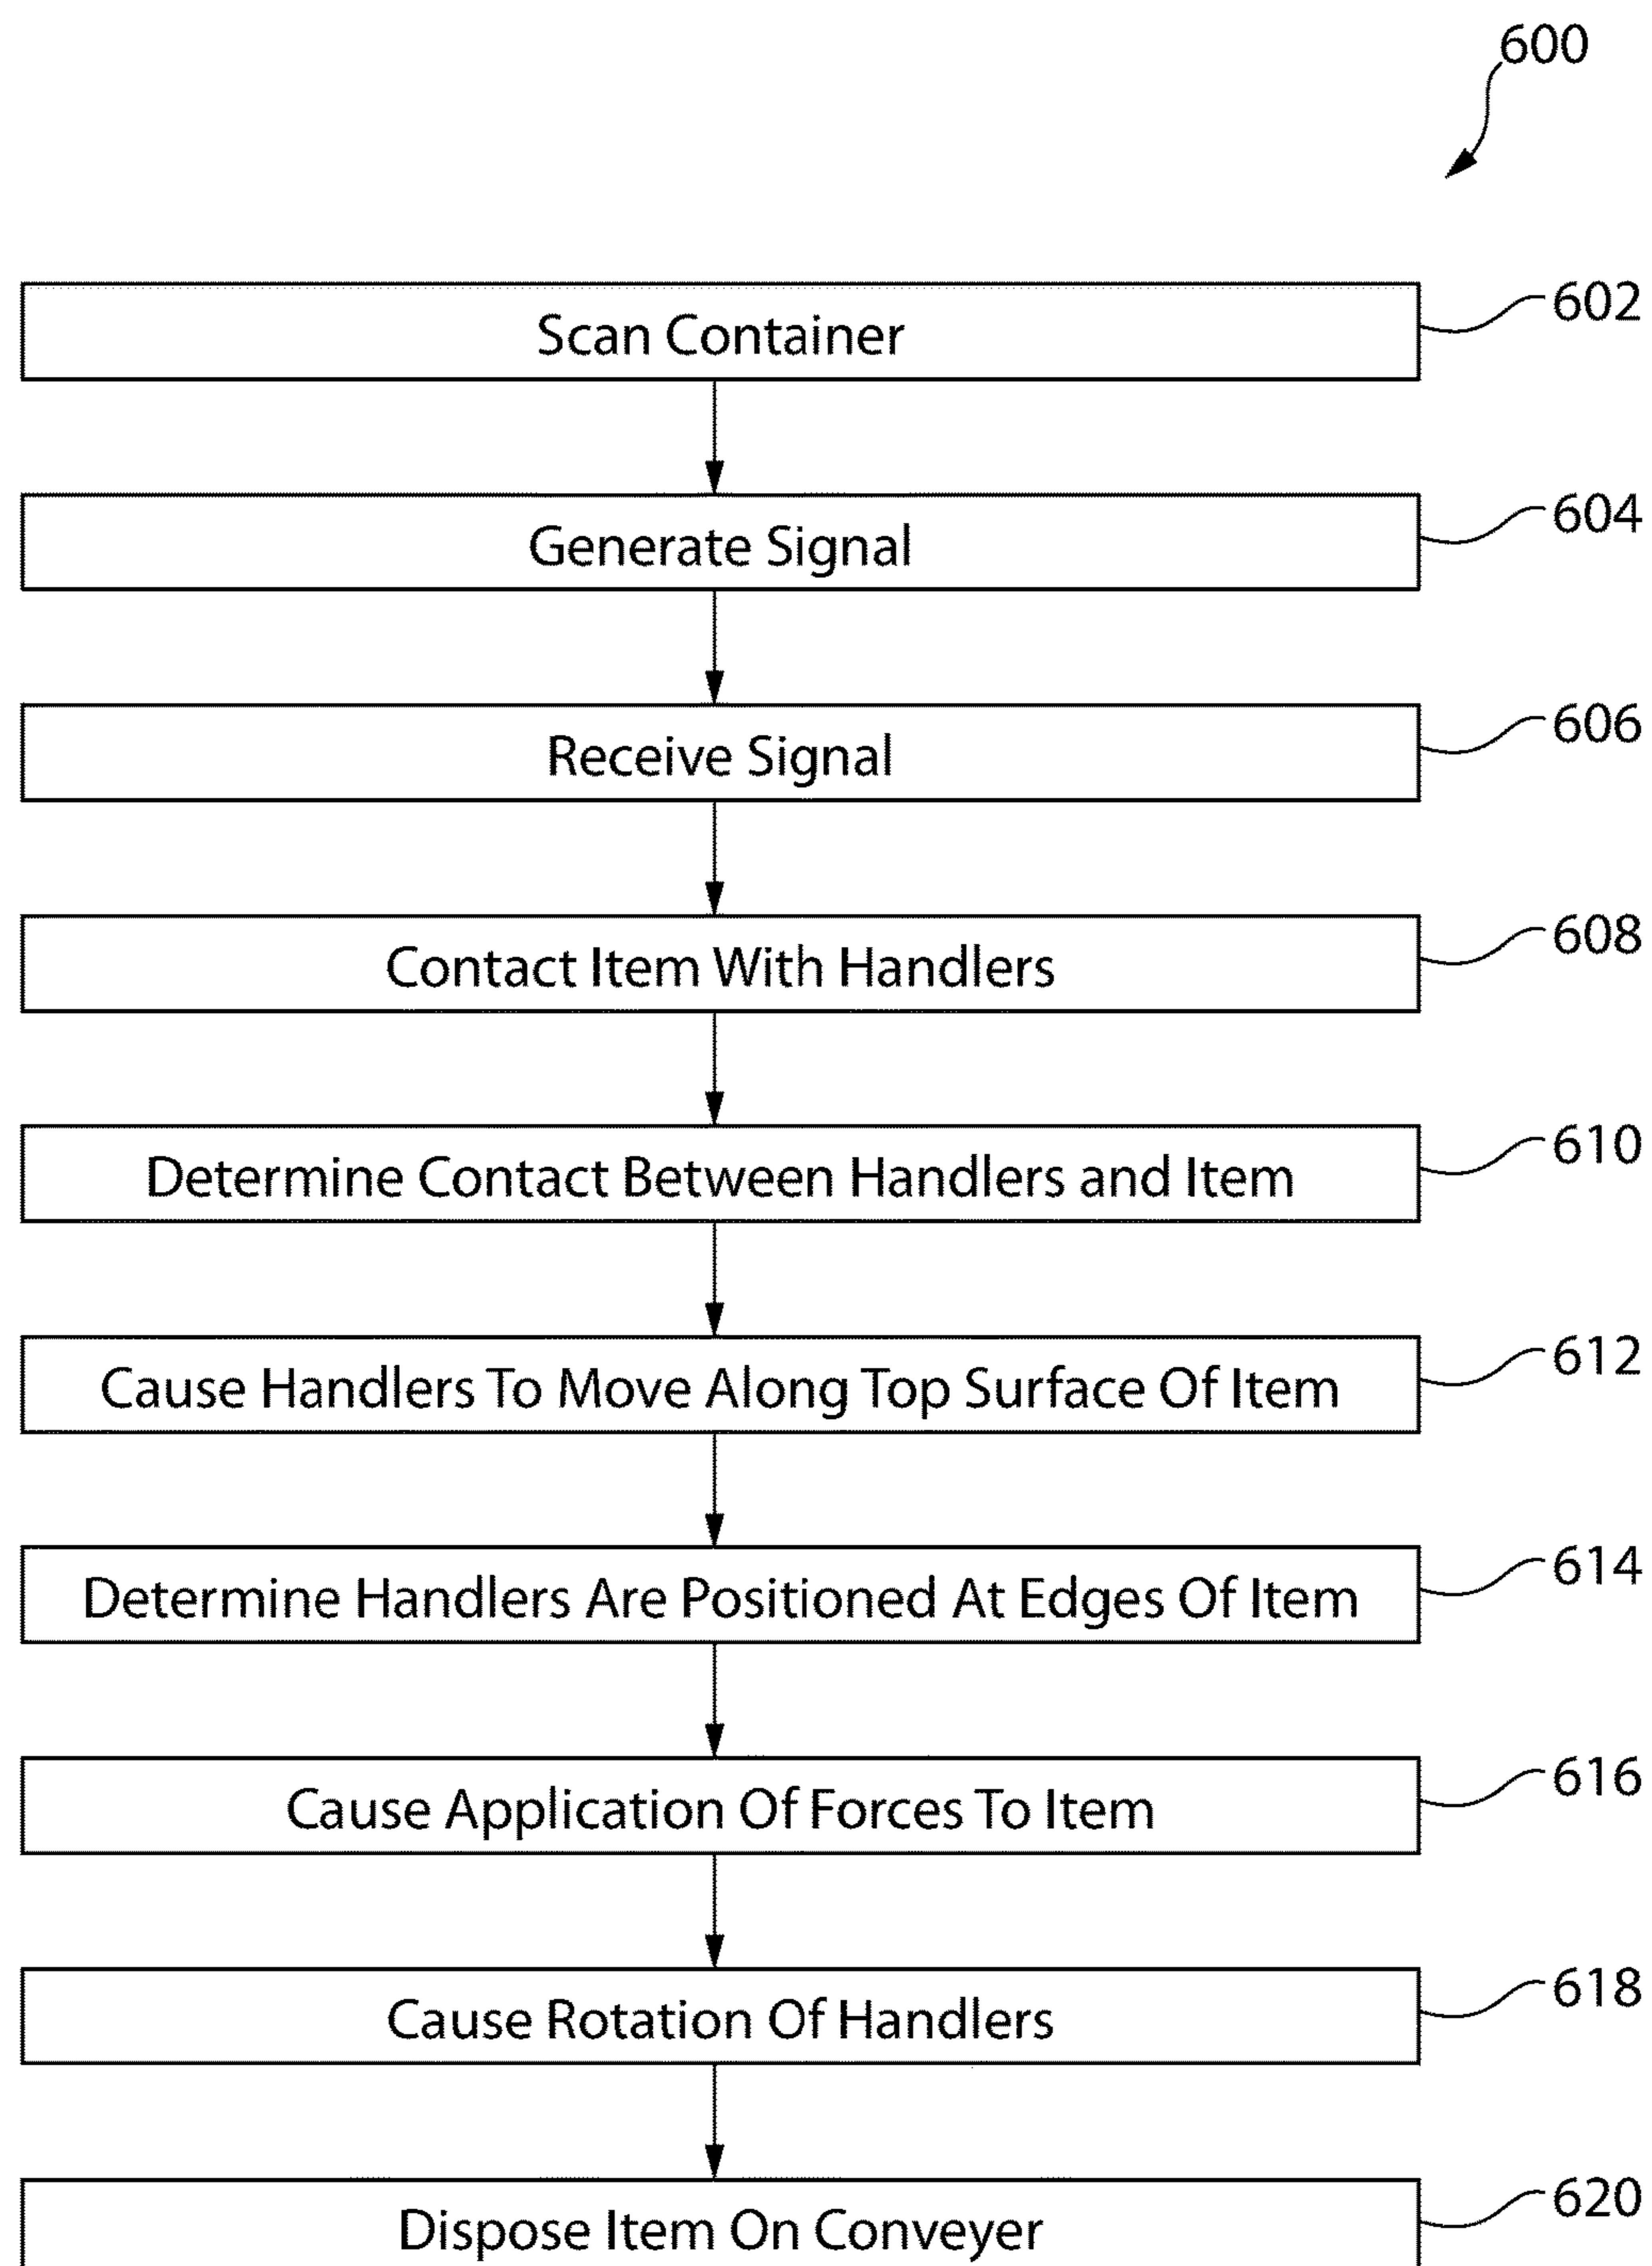 600
Scan Container 602
Generate Signal 604
Receive Signal 606
Contact Item With Handlers 608
Determine Contact Between Handlers and Item 610
Cause Handlers To Move Along Top Surface Of Item 612
Determine Handlers Are Positioned At Edges Of Item 614
Cause Application Of Forces To Item 616
Cause Rotation Of Handlers 618
Dispose Item On Conveyer 620